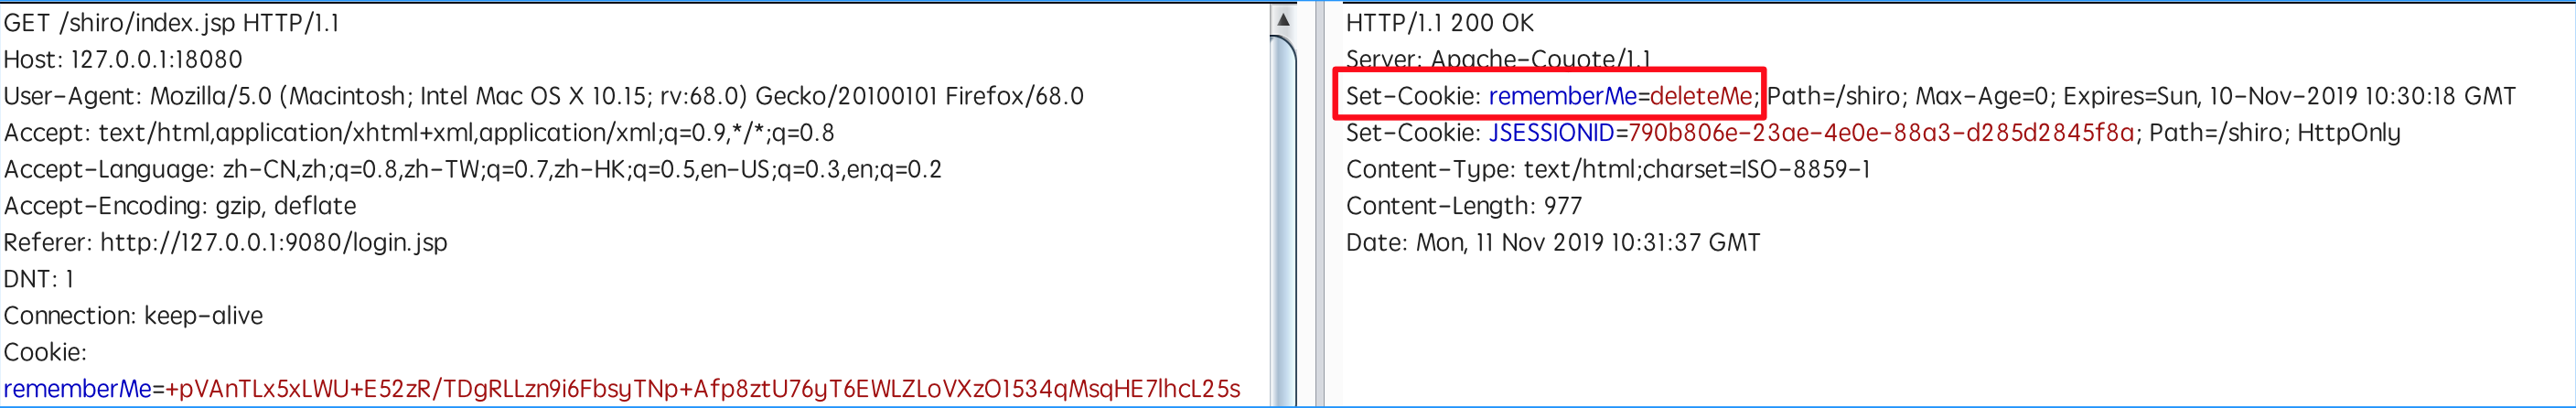 GET /shiro/index.jsp HTTP/1.1
Host: 127.0.0.1:18080
User-Agent: Mozilla/5.0 (Macintosh; Intel Mac OS X 10.15; rv:68.0) Gecko/20100101 Firefox/68.0
Accept: text/html,application/xhtml+xml,application/xml;q=0.9,*/*;q=0.8
Accept-Language: zh-CN,zh;q=0.8,zh-TW;q=0.7,zh-HK;q=0.5,en-US;q=0.3,en;q=0.2
Accept-Encoding: gzip, deflate
Referer: http://127.0.0.1:9080/login.jsp
DNT: 1
Connection: keep-alive
Cookie:
rememberMe=+pVAnTLx5xLWU+E52zR/TDgRLLzn9i6FbsyTNp+Afp8ztU76yT6EWLZLoVXzO1534qMsqHE7lhcL25s
HTTP/1.1 200 OK
Server: Apache-Coyote/1.1
Set-Cookie: rememberMe=deleteMe; Path=/shiro; Max-Age=0; Expires=Sun, 10-Nov-2019 10:30:18 GMT
Set-Cookie: JSESSIONID=790b806e-23ae-4e0e-88a3-d285d2845f8a; Path=/shiro; HttpOnly
Content-Type: text/html;charset=ISO-8859-1
Content-Length: 977
Date: Mon, 11 Nov 2019 10:31:37 GMT